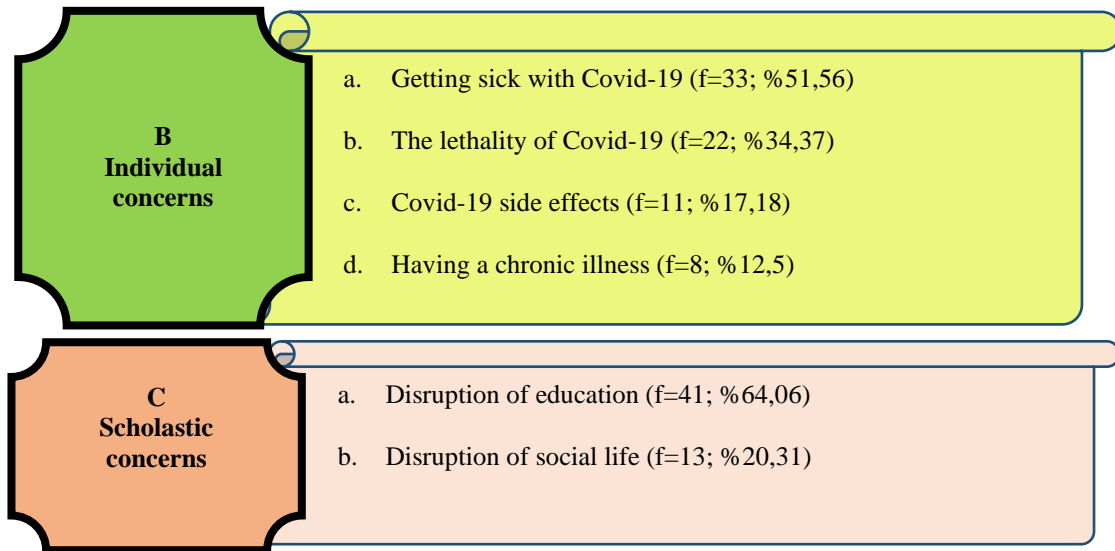 B
Individual
concerns
a. Getting sick with Covid-19 (f=33; %51,56)
b. The lethality of Covid-19 (f=22; %34,37)
c. Covid-19 side effects (f=11; %17,18)
d. Having a chronic illness (f=8; %12,5)
C
Scholastic
concerns
a. Disruption of education (f=41; %64,06)
b. Disruption of social life (f=13; %20,31)